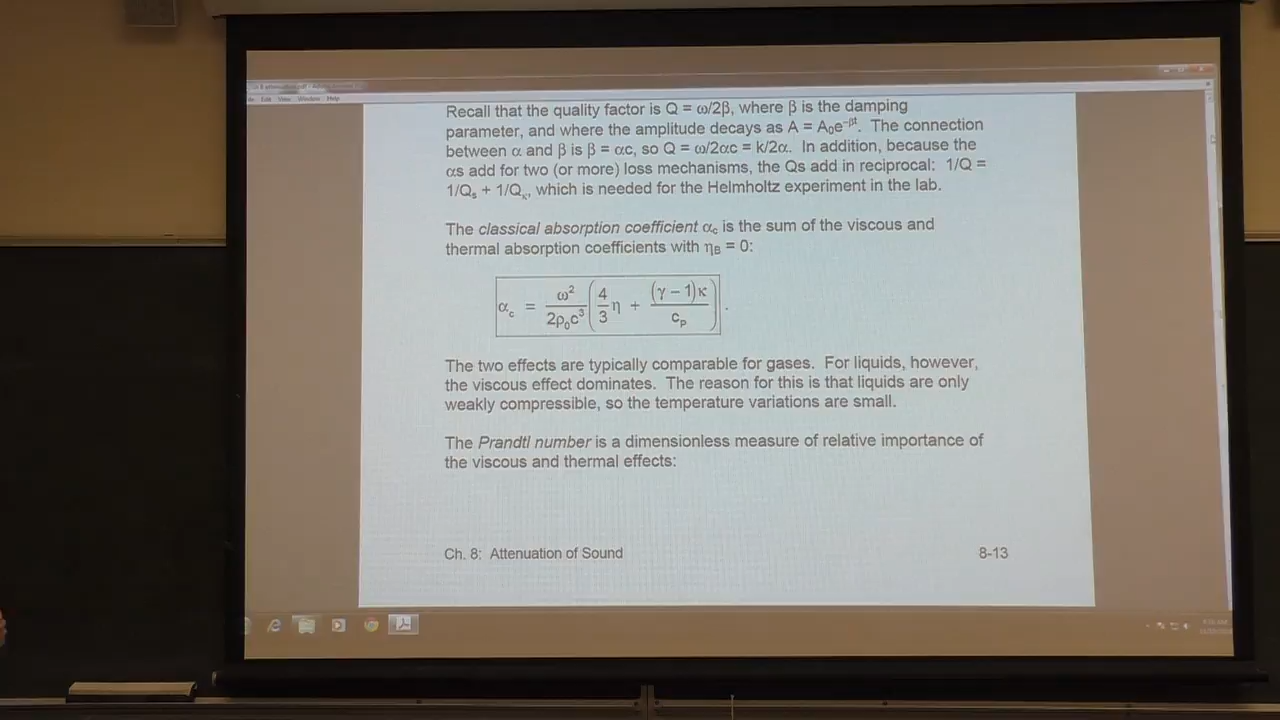 Edit View Window Help
Recall that the quality factor is Q = ω/2β, where β is the damping
parameter, and where the amplitude decays as A = A₀e⁻ᵝᵗ. The connection
between α and β is β = αc, so Q = ω/2αc = k/2α. In addition, because the
αs add for two (or more) loss mechanisms, the Qs add in reciprocal: 1/Q =
1/Qₛ + 1/Q_κ, which is needed for the Helmholtz experiment in the lab.
The classical absorption coefficient α_c is the sum of the viscous and
thermal absorption coefficients with η_B = 0:
α_c = ω²/2ρ₀c³ (4/3 η + (γ − 1)κ/c_p).
The two effects are typically comparable for gases. For liquids, however,
the viscous effect dominates. The reason for this is that liquids are only
weakly compressible, so the temperature variations are small.
The Prandtl number is a dimensionless measure of relative importance of
the viscous and thermal effects:
Ch. 8: Attenuation of Sound 8-13